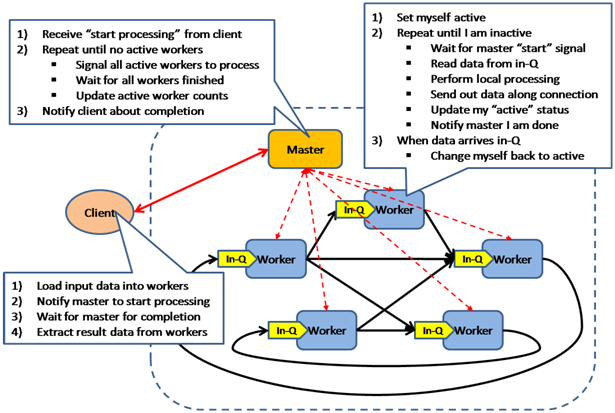 1) Receive “start processing” from client
2) Repeat until no active workers
▪ Signal all active workers to process
▪ Wait for all workers finished
▪ Update active worker counts
3) Notify client about completion
1) Set myself active
2) Repeat until I am inactive
▪ Wait for master “start” signal
▪ Read data from in-Q
▪ Perform local processing
▪ Send out data along connection
▪ Update my “active” status
▪ Notify master I am done
3) When data arrives in-Q
▪ Change myself back to active
Master
Client
In-Q Worker
In-Q Worker
In-Q Worker
In-Q Worker
In-Q Worker
1) Load input data into workers
2) Notify master to start processing
3) Wait for master for completion
4) Extract result data from workers